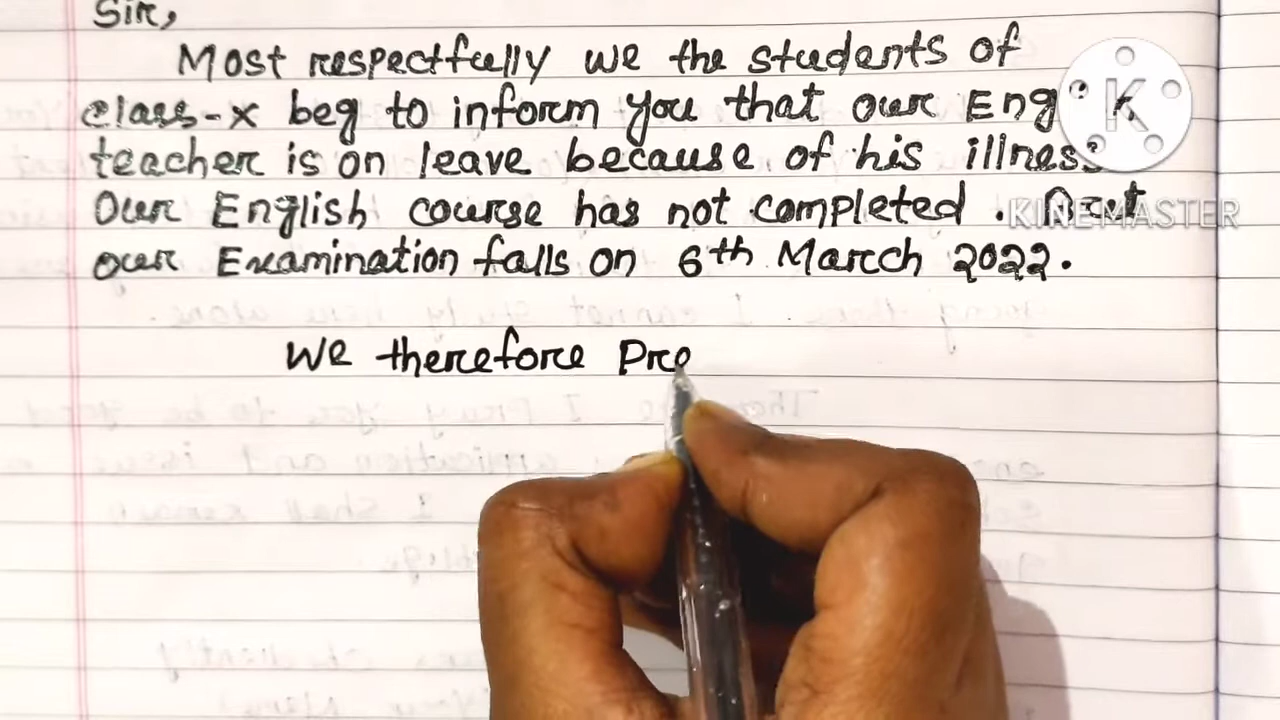 Sir,
Most respectfully we the students of
class-x beg to inform you that our Eng
teacher is on leave because of his illness
Our English course has not completed. But
our Examination falls on 6th March 2022.
We therefore Pre
K
KINEMASTER